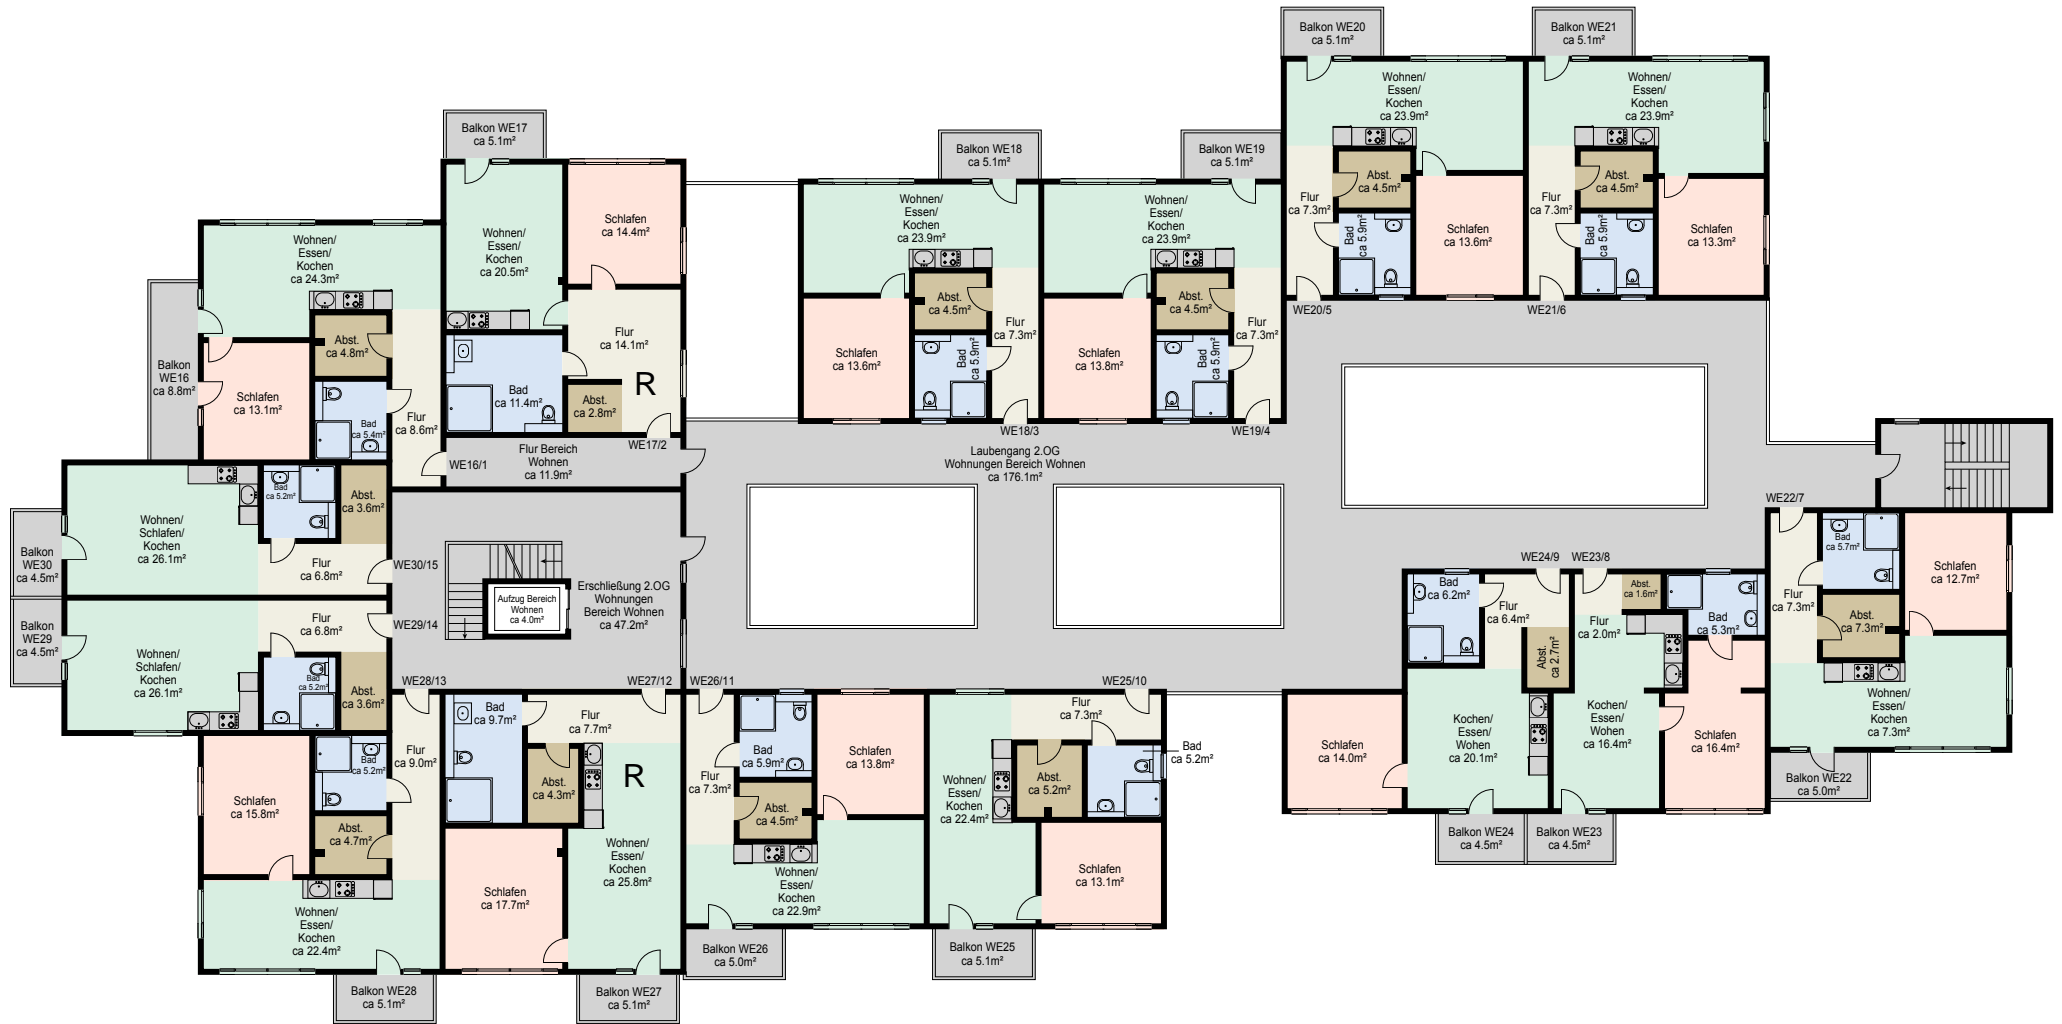 Balkon WE20
ca 5.1m²
Balkon WE21
ca 5.1m²
Wohnen/
Essen/
Kochen
ca 23.9m²
Abst.
ca 4.5m²
Flur
ca 7.3m²
Bad
ca 5.9m²
Schlafen
ca 13.6m²
WE20/5
Wohnen/
Essen/
Kochen
ca 23.9m²
Abst.
ca 4.5m²
Flur
ca 7.3m²
Bad
ca 5.9m²
Schlafen
ca 13.3m²
WE21/6
Balkon WE17
ca 5.1m²
Wohnen/
Essen/
Kochen
ca 20.5m²
Schlafen
ca 14.4m²
Flur
ca 14.1m²
R
Bad
ca 11.4m²
Abst.
ca 2.8m²
WE17/2
Balkon WE18
ca 5.1m²
Wohnen/
Essen/
Kochen
ca 23.9m²
Abst.
ca 4.5m²
Flur
ca 7.3m²
Schlafen
ca 13.6m²
Bad
ca 5.9m²
WE18/3
Balkon WE19
ca 5.1m²
Wohnen/
Essen/
Kochen
ca 23.9m²
Abst.
ca 4.5m²
Flur
ca 7.3m²
Schlafen
ca 13.8m²
Bad
ca 5.9m²
WE19/4
Wohnen/
Essen/
Kochen
ca 24.3m²
Abst.
ca 4.8m²
Balkon
WE16
ca 8.8m²
Schlafen
ca 13.1m²
Bad
ca 5.4m²
Flur
ca 8.6m²
WE16/1
Flur Bereich
Wohnen
ca 11.9m²
Laubengang 2.OG
Wohnungen Bereich Wohnen
ca 176.1m²
Bad
ca 5.2m²
Abst.
ca 3.6m²
Wohnen/
Schlafen/
Kochen
ca 26.1m²
Balkon
WE30
ca 4.5m²
Flur
ca 6.8m²
WE30/15
Erschließung 2.OG
Wohnungen
Bereich Wohnen
ca 47.2m²
Aufzug Bereich
Wohnen
ca 4.0m²
Balkon
WE29
ca 4.5m²
Flur
ca 6.8m²
WE29/14
Wohnen/
Schlafen/
Kochen
ca 26.1m²
Bad
ca 5.2m²
Abst.
ca 3.6m²
WE28/13
Bad
ca 5.2m²
Flur
ca 9.0m²
Schlafen
ca 15.8m²
Abst.
ca 4.7m²
Wohnen/
Essen/
Kochen
ca 22.4m²
Balkon WE28
ca 5.1m²
WE27/12
Bad
ca 9.7m²
Flur
ca 7.7m²
Abst.
ca 4.3m²
R
Wohnen/
Essen/
Kochen
ca 25.8m²
Schlafen
ca 17.7m²
Balkon WE27
ca 5.1m²
WE26/11
Bad
ca 5.9m²
Schlafen
ca 13.8m²
Flur
ca 7.3m²
Abst.
ca 4.5m²
Wohnen/
Essen/
Kochen
ca 22.9m²
Balkon WE26
ca 5.0m²
WE25/10
Flur
ca 7.3m²
Bad
ca 5.2m²
Abst.
ca 5.2m²
Wohnen/
Essen/
Kochen
ca 22.4m²
Schlafen
ca 13.1m²
Balkon WE25
ca 5.1m²
WE24/9
Bad
ca 6.2m²
Flur
ca 6.4m²
Abst.
ca 2.7m²
Schlafen
ca 14.0m²
Kochen/
Essen/
Wohen
ca 20.1m²
Balkon WE24
ca 4.5m²
WE23/8
Abst.
ca 1.6m²
Flur
ca 2.0m²
Bad
ca 5.3m²
Kochen/
Essen/
Wohen
ca 16.4m²
Schlafen
ca 16.4m²
Balkon WE23
ca 4.5m²
WE22/7
Bad
ca 5.7m²
Schlafen
ca 12.7m²
Flur
ca 7.3m²
Abst.
ca 7.3m²
Wohnen/
Essen/
Kochen
ca 7.3m²
Balkon WE22
ca 5.0m²